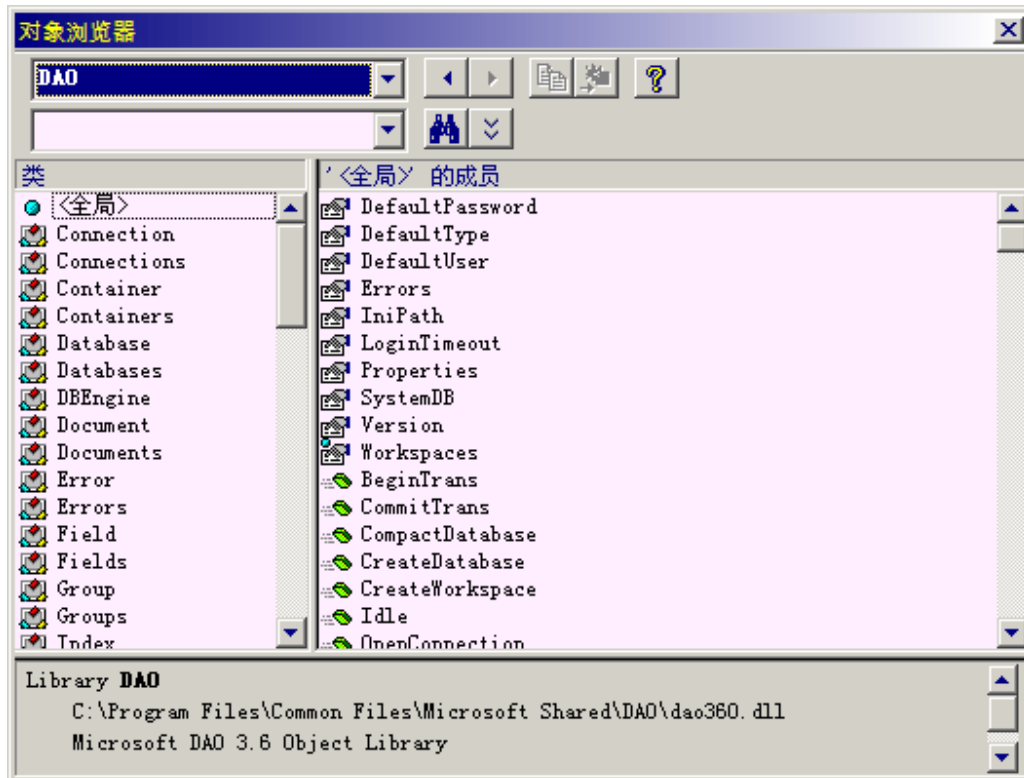 对象浏览器
DAO
类
<全局>
Connection
Connections
Container
Containers
Database
Databases
DBEngine
Document
Documents
Error
Errors
Field
Fields
Group
Groups
Index
'<全局>' 的成员
DefaultPassword
DefaultType
DefaultUser
Errors
IniPath
LoginTimeout
Properties
SystemDB
Version
Workspaces
BeginTrans
CommitTrans
CompactDatabase
CreateDatabase
CreateWorkspace
Idle
OpenConnection
Library DAO
C:\Program Files\Common Files\Microsoft Shared\DAO\dao360.dll
Microsoft DAO 3.6 Object Library